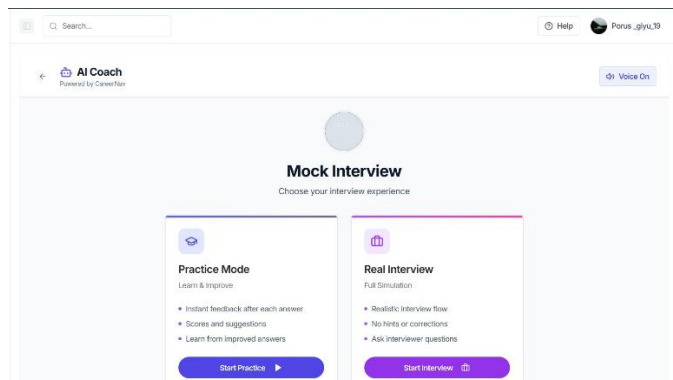 Search...
Help
Porus _giyu_19
AI Coach
Powered by CareerNav
Voice On
Mock Interview
Choose your interview experience
Practice Mode
Learn & Improve
Instant feedback after each answer
Scores and suggestions
Learn from improved answers
Start Practice
Real Interview
Full Simulation
Realistic interview flow
No hints or corrections
Ask interviewer questions
Start Interview